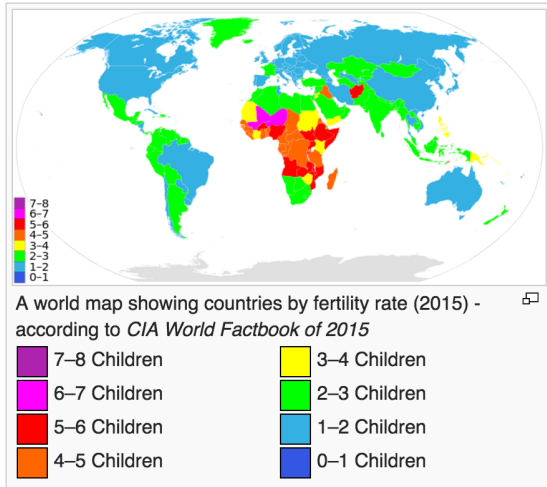 7–8
6–7
5–6
4–5
3–4
2–3
1–2
0–1
A world map showing countries by fertility rate (2015) -
according to CIA World Factbook of 2015
7–8 Children
6–7 Children
5–6 Children
4–5 Children
3–4 Children
2–3 Children
1–2 Children
0–1 Children